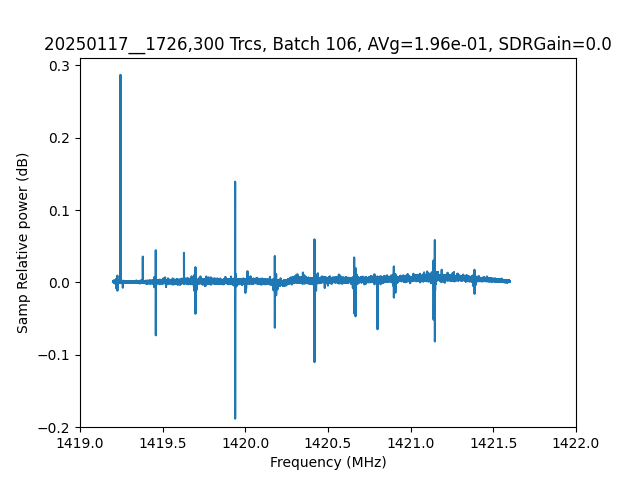 20250117__1726,300 Trcs, Batch 106, AVg=1.96e-01, SDRGain=0.0
0.3
0.2
0.1
0.0
−0.1
−0.2
Samp Relative power (dB)
1419.0 1419.5 1420.0 1420.5 1421.0 1421.5 1422.0
Frequency (MHz)